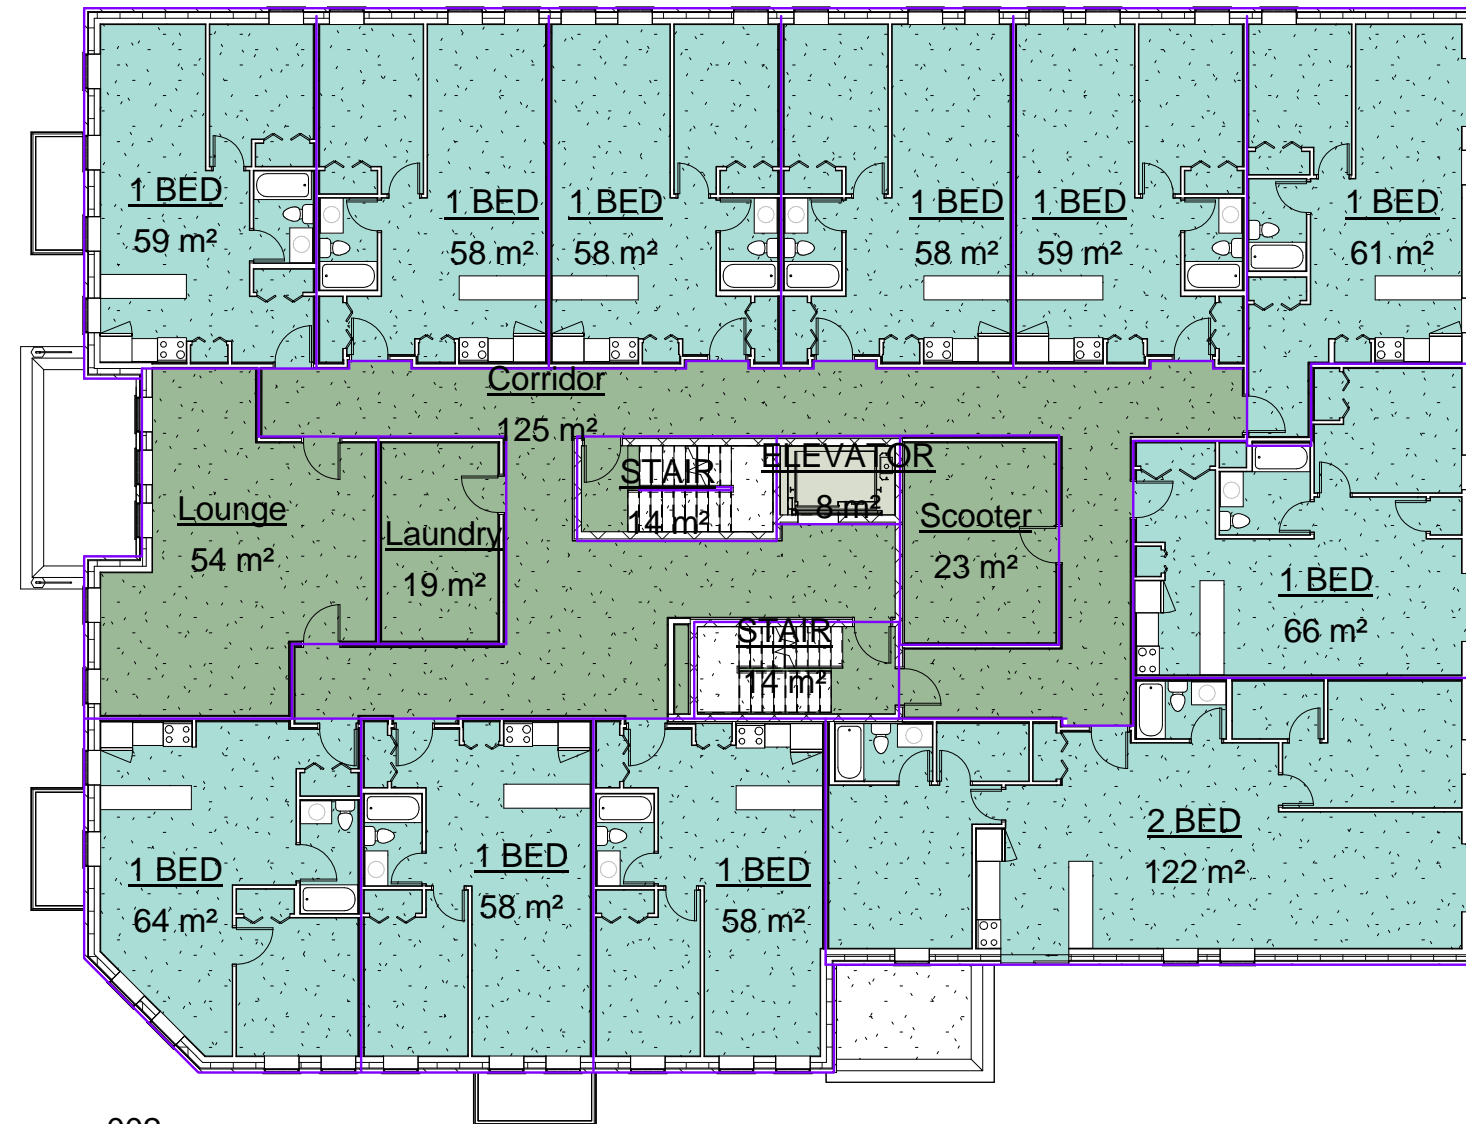 1 BED
59 m²
1 BED
58 m²
1 BED
58 m²
1 BED
58 m²
1 BED
59 m²
1 BED
61 m²
Corridor
125 m²
STAIR
14 m²
ELEVATOR
8 m²
Lounge
54 m²
Laundry
19 m²
Scooter
23 m²
1 BED
66 m²
STAIR
14 m²
2 BED
122 m²
1 BED
64 m²
1 BED
58 m²
1 BED
58 m²